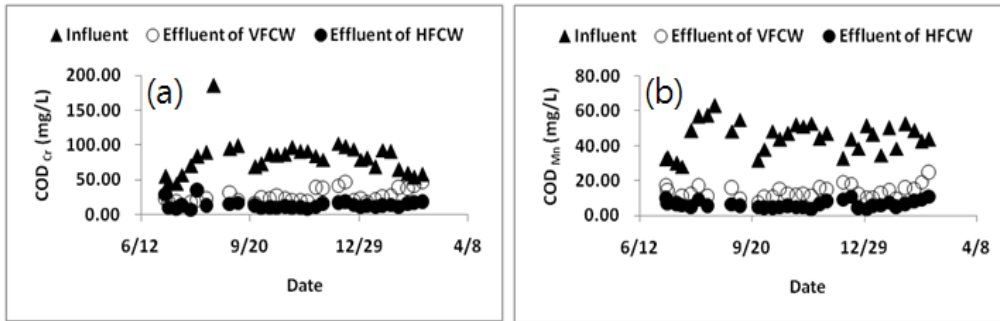 ▲ Influent ○ Effluent of VFCW ● Effluent of HFCW
(a)
COD Cr (mg/L)
200.00
150.00
100.00
50.00
0.00
6/12 9/20 12/29 4/8
Date
▲ Influent ○ Effluent of VFCW ● Effluent of HFCW
(b)
COD Mn (mg/L)
80.00
60.00
40.00
20.00
0.00
6/12 9/20 12/29 4/8
Date